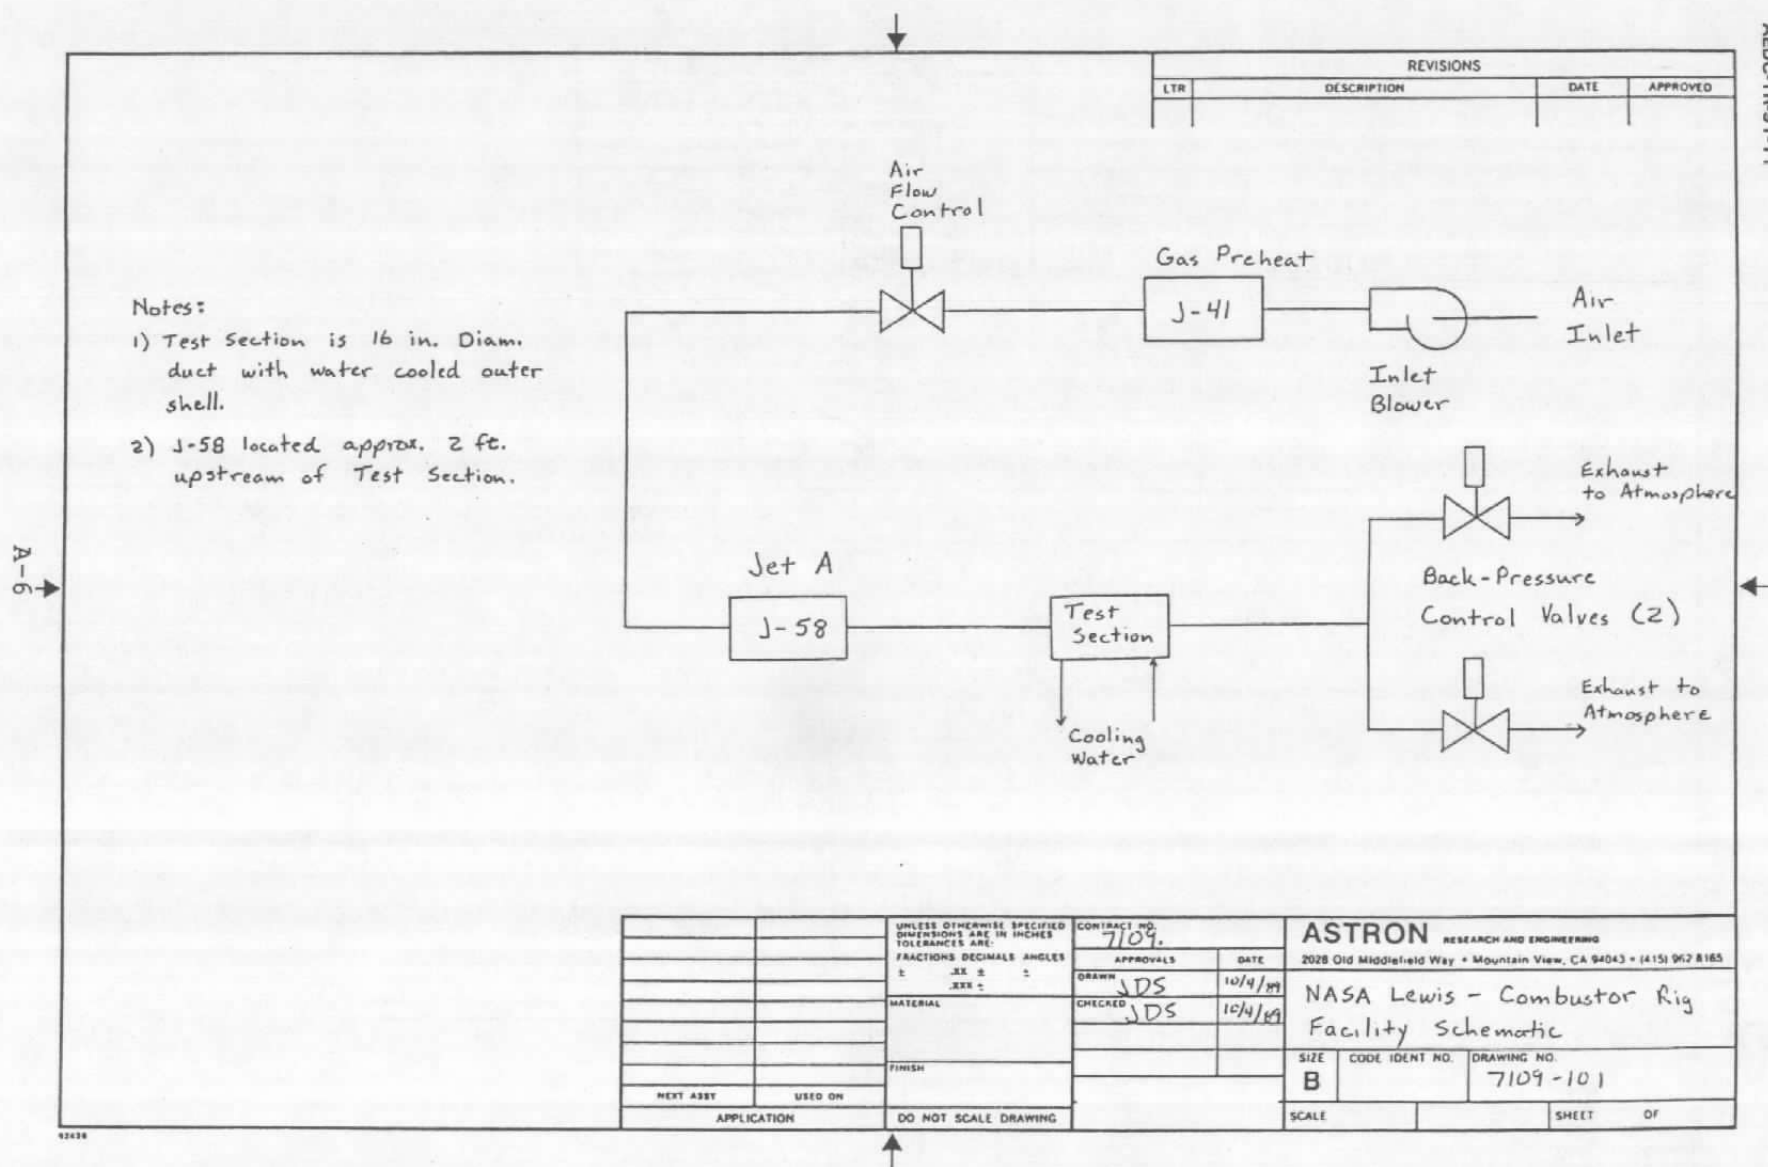 REVISIONS
LTR DESCRIPTION DATE APPROVED
Air
Flow
Control
Gas Preheat
J-41
Air
Inlet
Inlet
Blower
Notes:
1) Test Section is 16 in. Diam.
duct with water cooled outer
shell.
2) J-58 located approx. 2 ft.
upstream of Test Section.
Exhaust to
to Atmosphere
A-6
Jet A
J-58
Test
Section
Back-Pressure
Control Valves (2)
Cooling
Water
Exhaust to
Atmosphere
UNLESS OTHERWISE SPECIFIED
DIMENSIONS ARE IN INCHES
TOLERANCES ARE:
FRACTIONS DECIMALS ANGLES
± .XX ± ±
.XXX ±
MATERIAL
FINISH
NEXT ASSY USED ON
APPLICATION
DO NOT SCALE DRAWING
CONTRACT NO.
7109.
APPROVALS DATE
DRAWN JDS 10/4/89
CHECKED JDS 10/4/89
ASTRON RESEARCH AND ENGINEERING
2028 Old Middlefield Way • Mountain View, CA 94043 • (415) 962 8165
NASA Lewis - Combustor Rig
Facility Schematic
SIZE CODE IDENT NO. DRAWING NO.
B 7109-101
SCALE SHEET OF